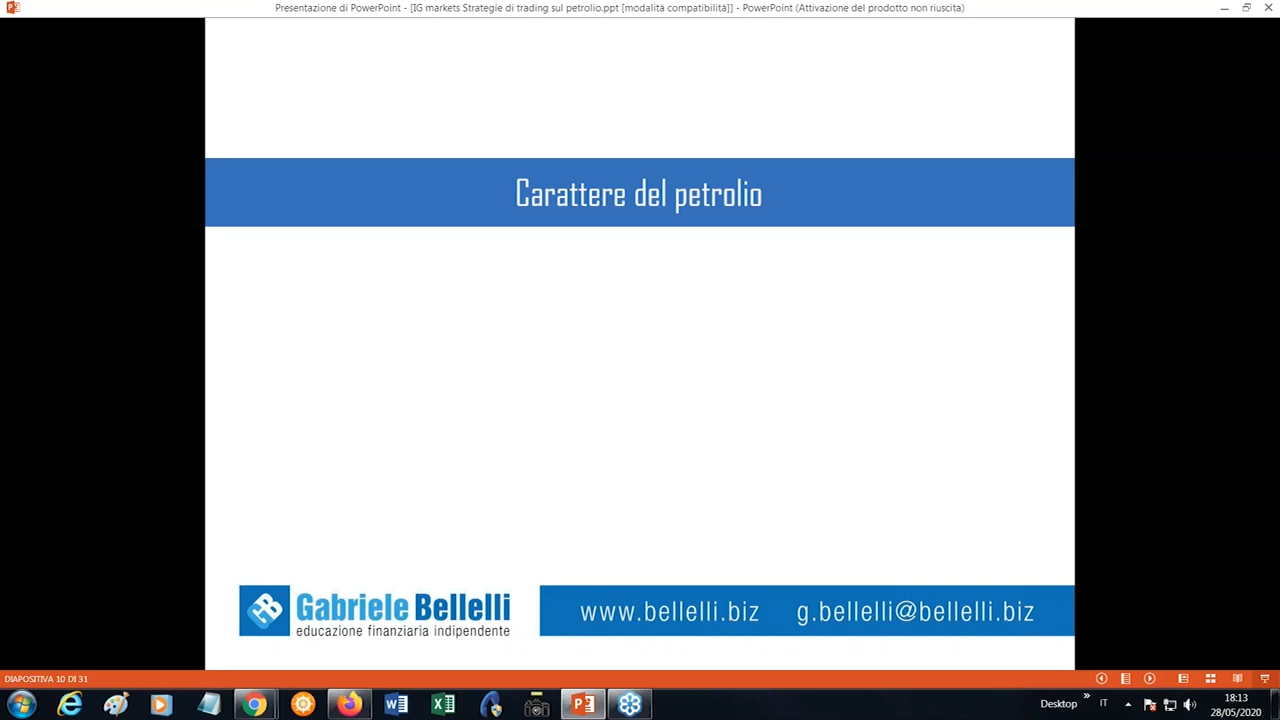 Presentazione di PowerPoint - [IG markets Strategie di trading sul petrolio.ppt [modalità compatibilità]] - PowerPoint (Attivazione del prodotto non riuscita)
Carattere del petrolio
Gabriele Bellelli
educazione finanziaria indipendente
www.bellelli.biz g.bellelli@bellelli.biz
DIAPOSITIVA 10 DI 31
Desktop
IT
18:13
28/05/2020